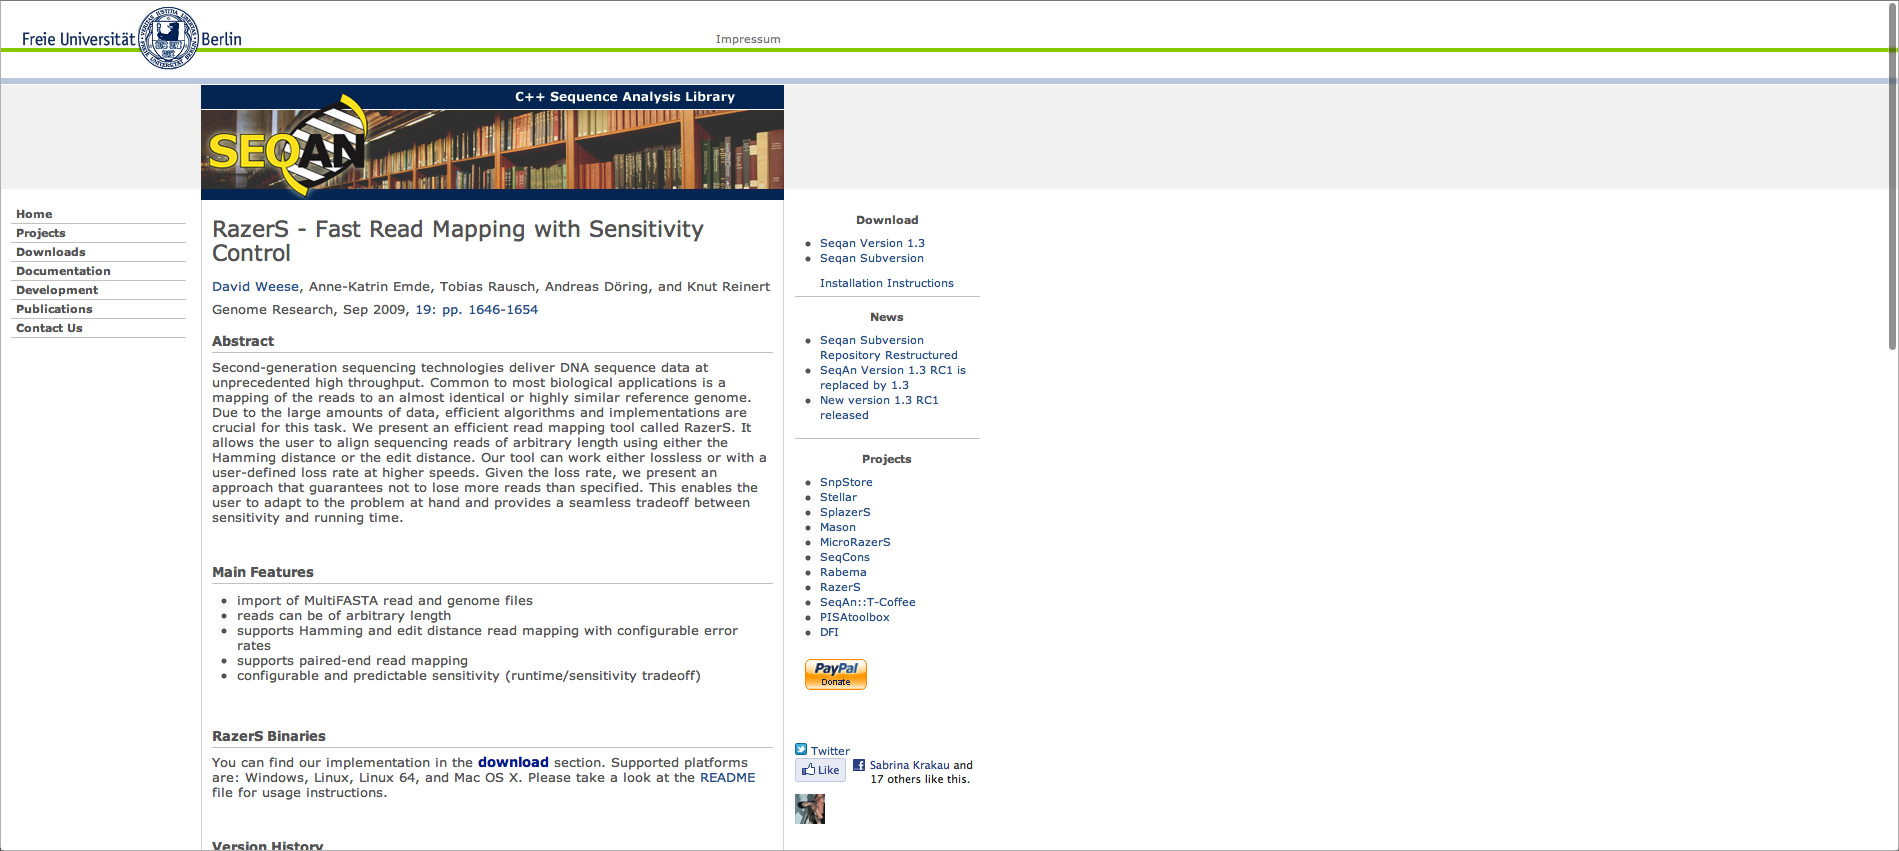 Freie Universität Berlin
Impressum
C++ Sequence Analysis Library
SEQAN
Home
Projects
Downloads
Documentation
Development
Publications
Contact Us
RazerS - Fast Read Mapping with Sensitivity
Control
David Weese, Anne-Katrin Emde, Tobias Rausch, Andreas Döring, and Knut Reinert
Genome Research, Sep 2009, 19: pp. 1646-1654
Abstract
Second-generation sequencing technologies deliver DNA sequence data at
unprecedented high throughput. Common to most biological applications is a
mapping of the reads to an almost identical or highly similar reference genome.
Due to the large amounts of data, efficient algorithms and implementations are
crucial for this task. We present an efficient read mapping tool called RazerS. It
allows the user to align sequencing reads of arbitrary length using either the
Hamming distance or the edit distance. Our tool can work either lossless or with a
user-defined loss rate at higher speeds. Given the loss rate, we present an
approach that guarantees not to lose more reads than specified. This enables the
user to adapt to the problem at hand and provides a seamless tradeoff between
sensitivity and running time.
Main Features
import of MultiFASTA read and genome files
reads can be of arbitrary length
supports Hamming and edit distance read mapping with configurable error
rates
supports paired-end read mapping
configurable and predictable sensitivity (runtime/sensitivity tradeoff)
RazerS Binaries
You can find our implementation in the download section. Supported platforms
are: Windows, Linux, Linux 64, and Mac OS X. Please take a look at the README
file for usage instructions.
Version History
Download
Seqan Version 1.3
Seqan Subversion
Installation Instructions
News
Seqan Subversion
Repository Restructured
SeqAn Version 1.3 RC1 is
replaced by 1.3
New version 1.3 RC1
released
Projects
SnpStore
Stellar
SplazerS
Mason
MicroRazerS
SeqCons
Rabema
RazerS
SeqAn::T-Coffee
PISAtoolbox
DFI
PayPal
Donate
Twitter
Like
Sabrina Krakau and
17 others like this.